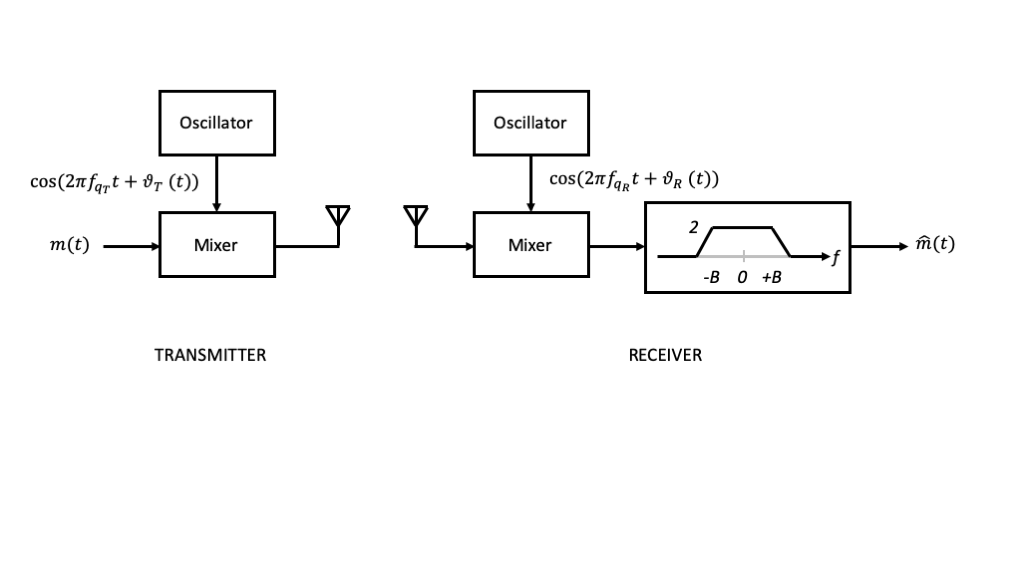 Oscillator
Oscillator
cos(2πf_{q_T}t + ϑ_T (t))
cos(2πf_{q_R}t + ϑ_R (t))
m(t)
Mixer
Mixer
2
f
m̂(t)
-B 0 +B
TRANSMITTER
RECEIVER